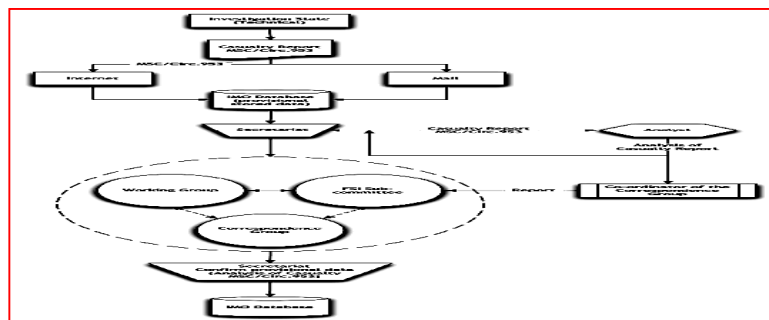 Investigation State
(Technical)
Casualty Report
MSC/Circ.953
MSC/Circ.953
Internet
Mail
IMO Database
(provisional
stored data)
Secretariat
Casualty Report
MSC/Circ.953
Analyst
Analysis of
Casualty Report
Working Group
FSI Sub-
committee
Report
Co-ordinator of the
Correspondence
Group
Correspondence
Group
Secretariat
Confirm provisional data
(Analysis of Casualty
MSC/Circ.953)
IMO Database